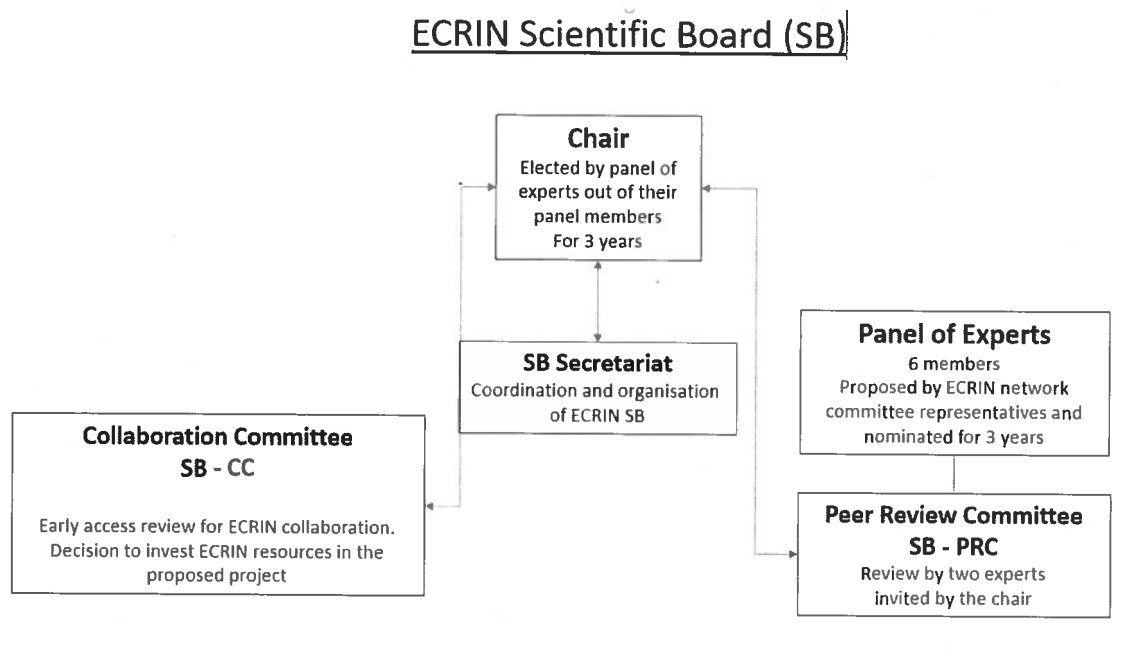 ECRIN Scientific Board (SB)
Chair
Elected by panel of
experts out of their
panel members
For 3 years
SB Secretariat
Coordination and organisation
of ECRIN SB
Panel of Experts
6 members
Proposed by ECRIN network
committee representatives and
nominated for 3 years
Collaboration Committee
SB - CC
Early access review for ECRIN collaboration.
Decision to invest ECRIN resources in the
proposed project
Peer Review Committee
SB - PRC
Review by two experts
invited by the chair